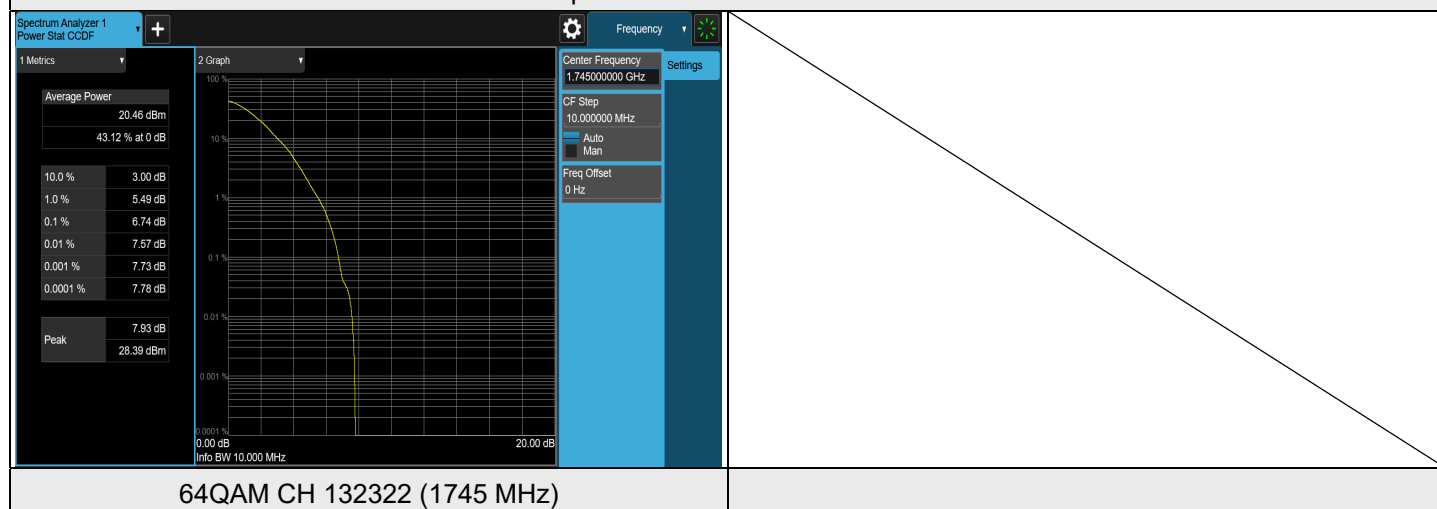 Spectrum Analyzer 1
Power Stat CCDF
+
Frequency
1 Metrics
2 Graph
Center Frequency
1.745000000 GHz
Settings
Average Power
20.46 dBm
43.12 % at 0 dB
CF Step
10.000000 MHz
Auto
Man
Freq Offset
0 Hz
10.0 % 3.00 dB
1.0 % 5.49 dB
0.1 % 6.74 dB
0.01 % 7.57 dB
0.001 % 7.73 dB
0.0001 % 7.78 dB
Peak
7.93 dB
28.39 dBm
100 %
10 %
1 %
0.1 %
0.01 %
0.001 %
0.0001 %
0.00 dB 20.00 dB
Info BW 10.000 MHz
64QAM CH 132322 (1745 MHz)